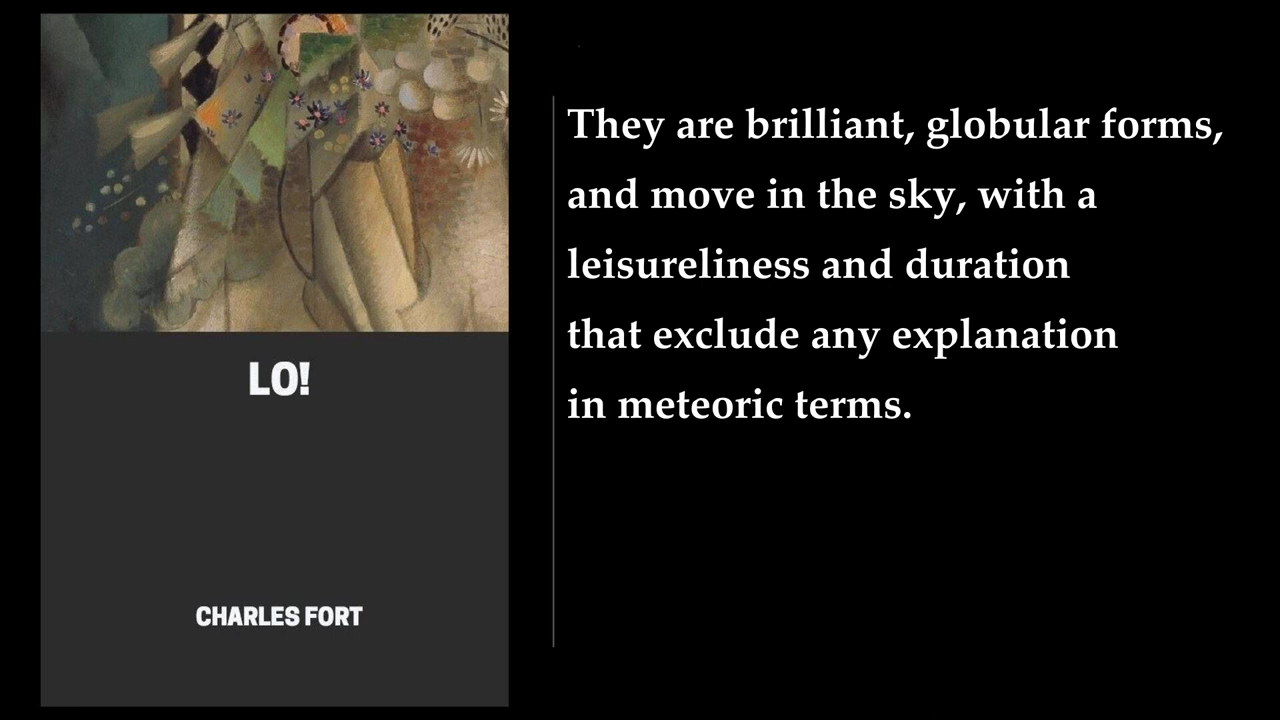 LO!
CHARLES FORT
They are brilliant, globular forms,
and move in the sky, with a
leisureliness and duration
that exclude any explanation
in meteoric terms.